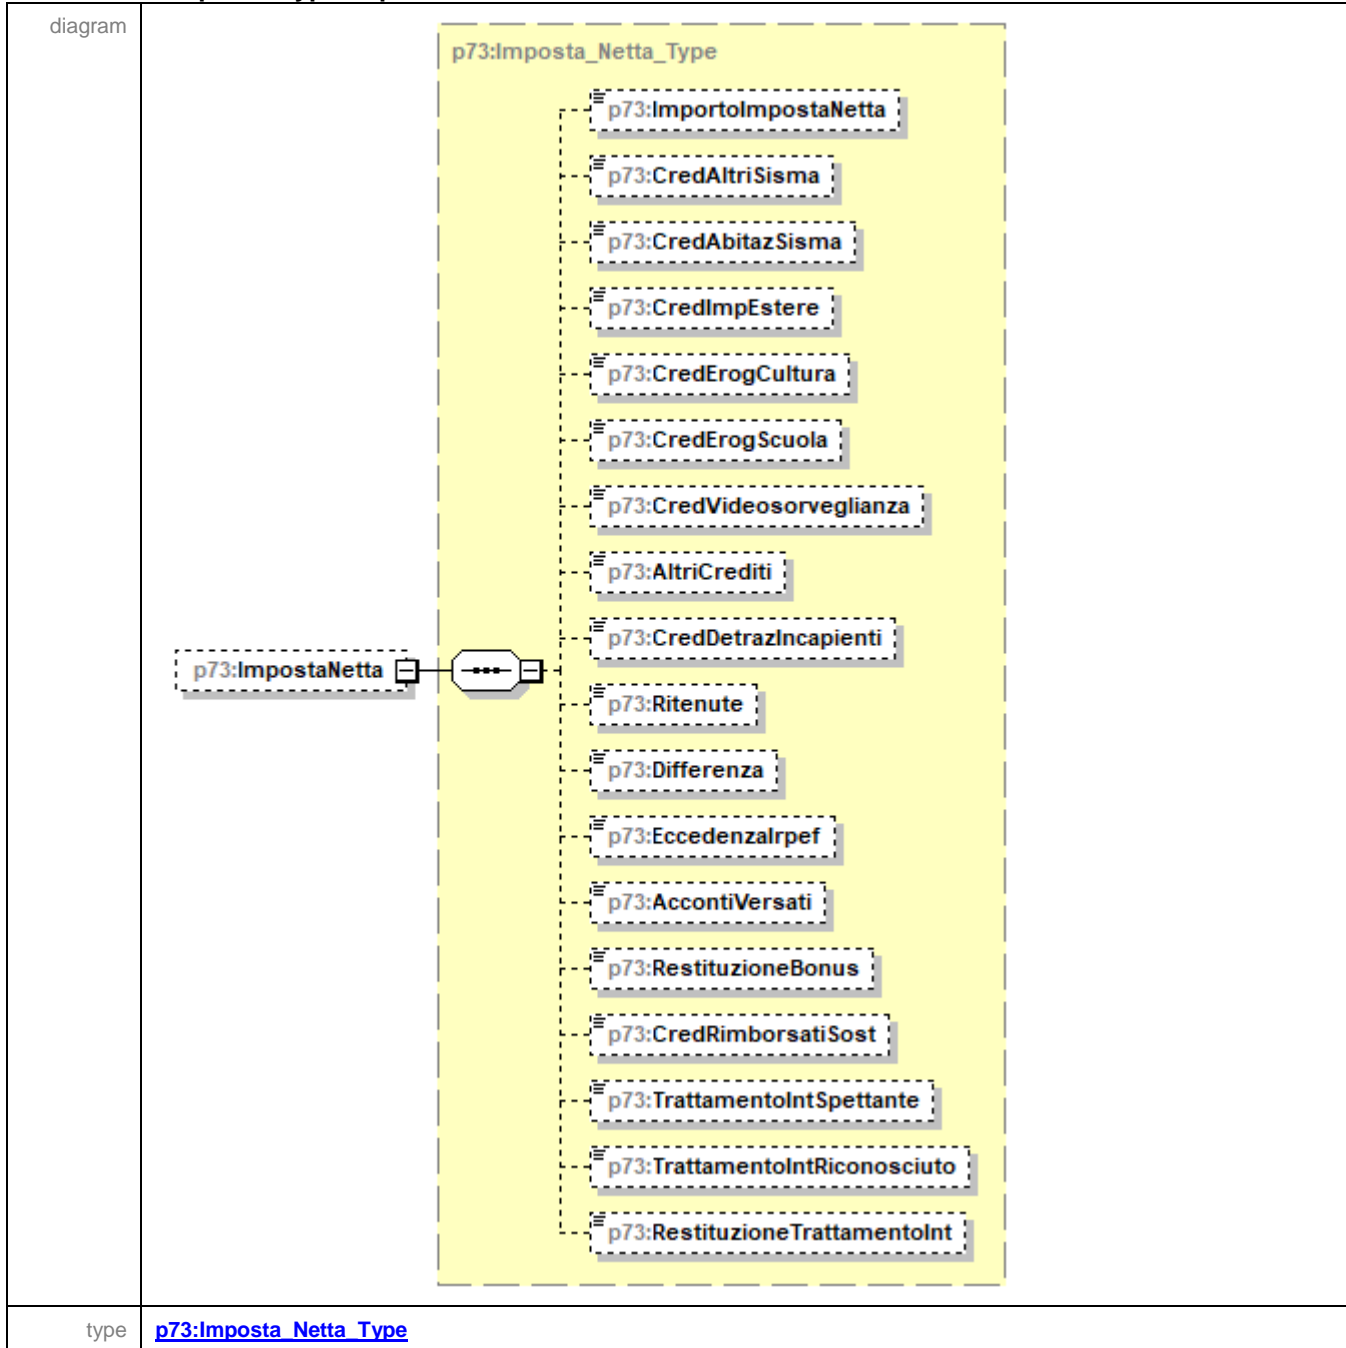 diagram
p73:Imposta_Netta_Type
p73:ImportoImpostaNetta
p73:CredAltriSisma
p73:CredAbitazSisma
p73:CredImpEstere
p73:CredErogCultura
p73:CredErogScuola
p73:CredVideosorveglianza
p73:AltriCrediti
p73:CredDetrazIncapienti
p73:ImpostaNetta
p73:Ritenute
p73:Differenza
p73:EccedenzaIrpef
p73:AccontiVersati
p73:RestituzioneBonus
p73:CredRimborsatiSost
p73:TrattamentoIntSpettante
p73:TrattamentoIntRiconosciuto
p73:RestituzioneTrattamentoInt
type
p73:Imposta_Netta_Type